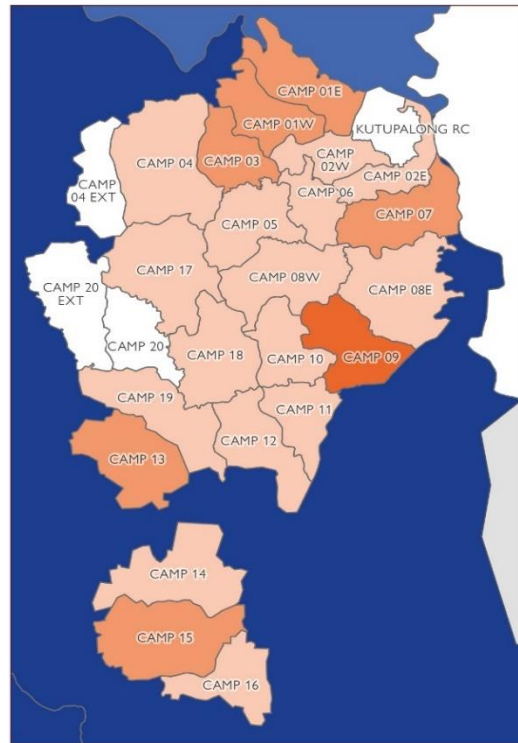 CAMP 01E
CAMP 01W
KUTUPALONG RC
CAMP 04
CAMP 03
CAMP
02W
CAMP
04 EXT
CAMP 06
CAMP 02E
CAMP 05
CAMP 07
CAMP 17
CAMP 20
EXT
CAMP 08W
CAMP 08E
CAMP 20
CAMP 18
CAMP 10
CAMP 09
CAMP 19
CAMP 11
CAMP 12
CAMP 13
CAMP 14
CAMP 15
CAMP 16